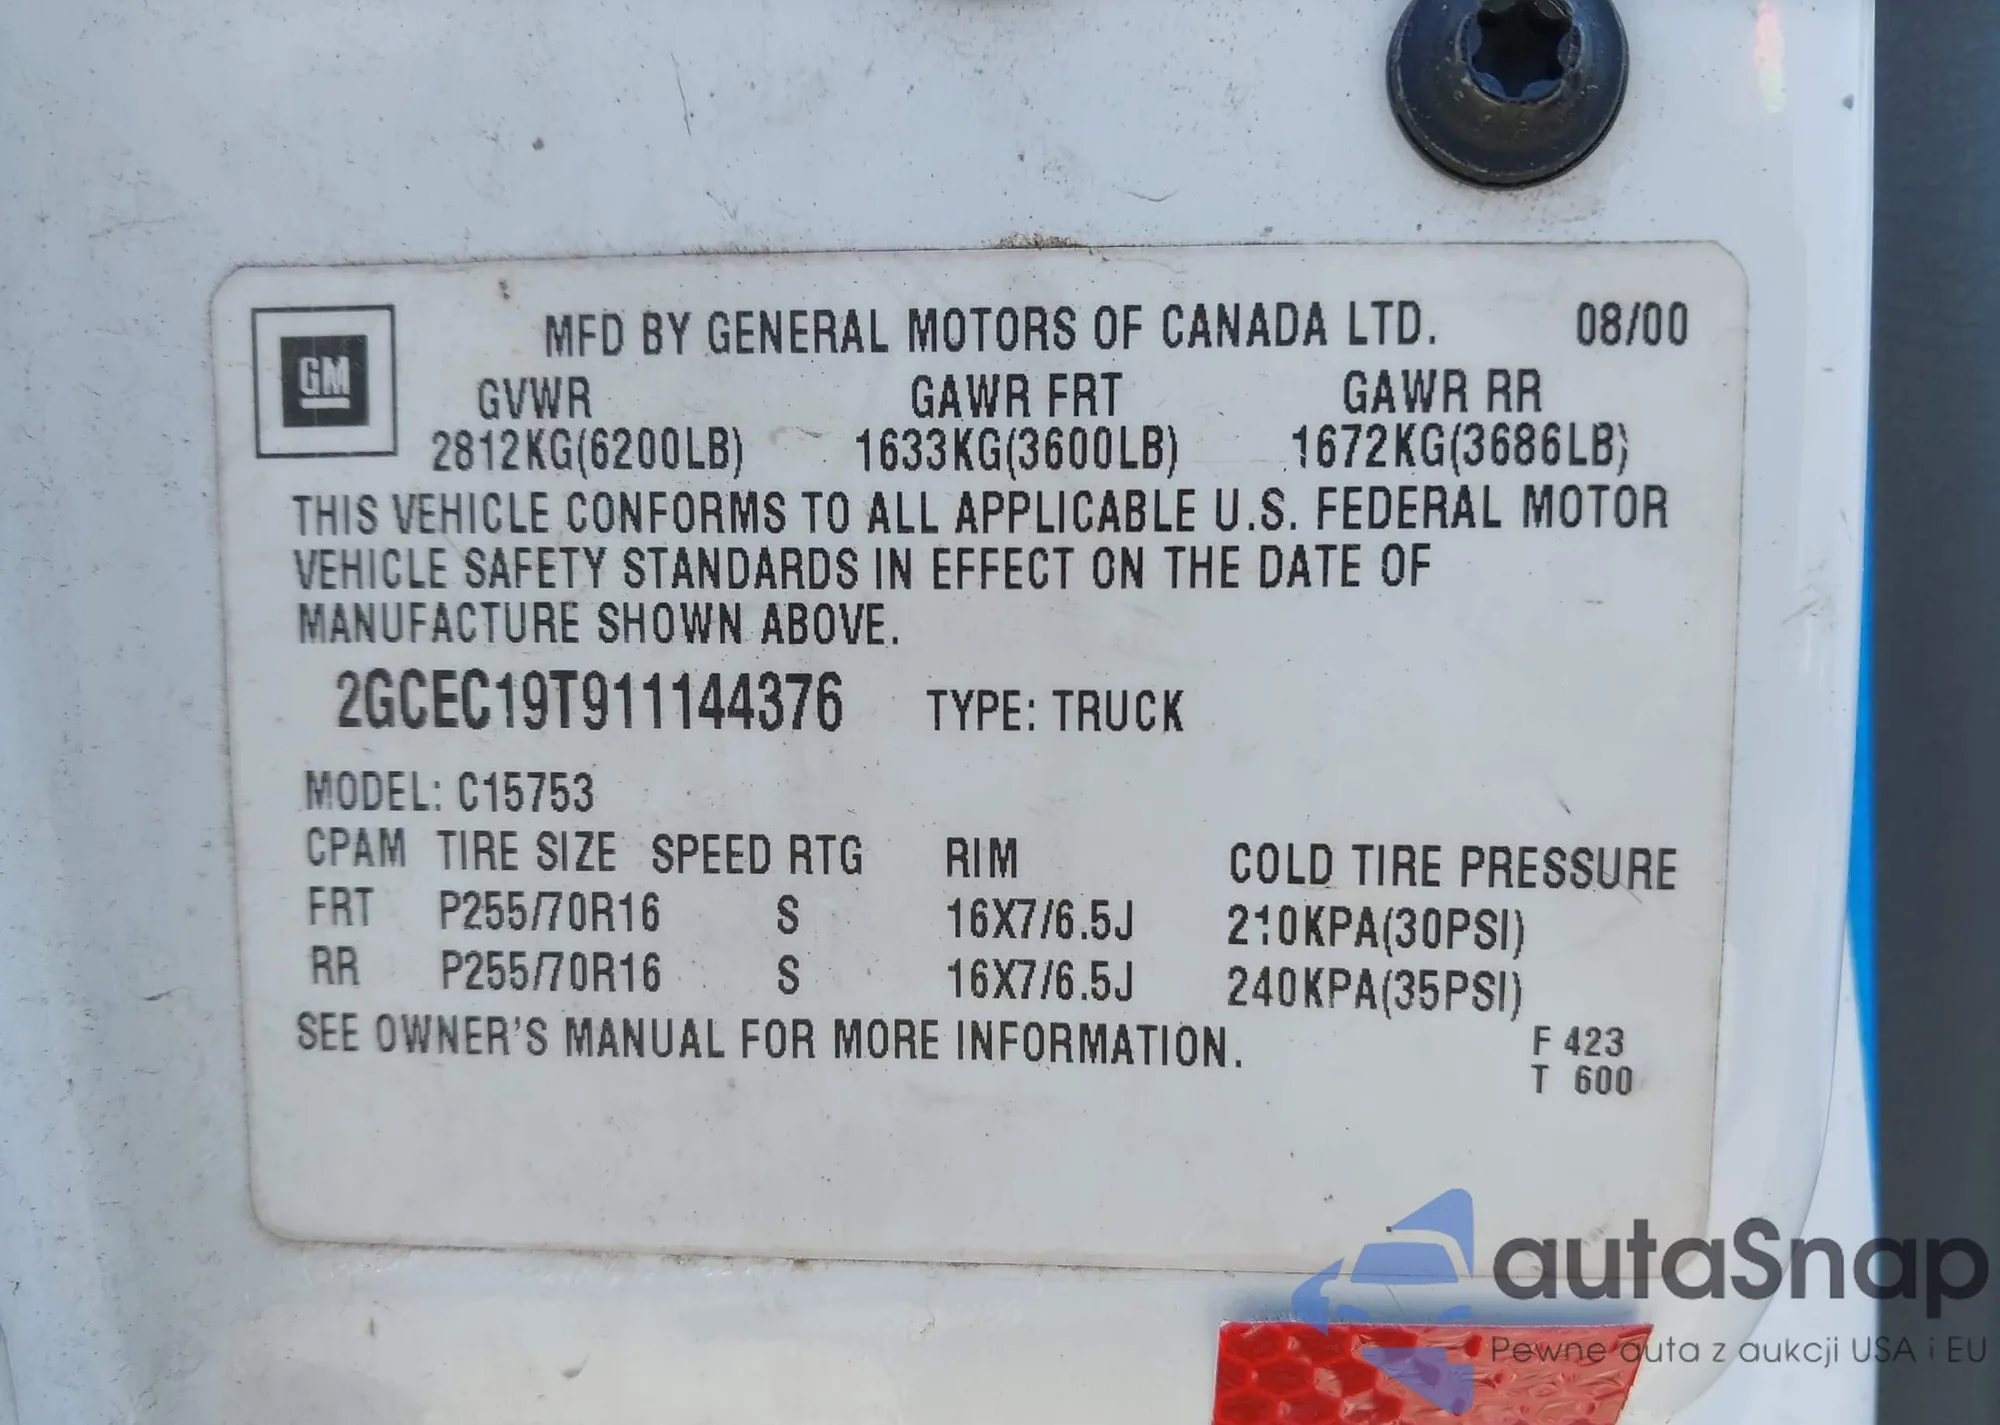 GM
MFD BY GENERAL MOTORS OF CANADA LTD. 08/00
GVWR GAWR FRT GAWR RR
2812KG(6200LB) 1633KG(3600LB) 1672KG(3686LB)
THIS VEHICLE CONFORMS TO ALL APPLICABLE U.S. FEDERAL MOTOR
VEHICLE SAFETY STANDARDS IN EFFECT ON THE DATE OF
MANUFACTURE SHOWN ABOVE.
2GCEC19T911144376 TYPE: TRUCK
MODEL: C15753
CPAM TIRE SIZE SPEED RTG RIM COLD TIRE PRESSURE
FRT P255/70R16 S 16X7/6.5J 210KPA(30PSI)
RR P255/70R16 S 16X7/6.5J 240KPA(35PSI)
SEE OWNER'S MANUAL FOR MORE INFORMATION.
F 423
T 600
autaSnap
Pewne auta z aukcji USA i EU